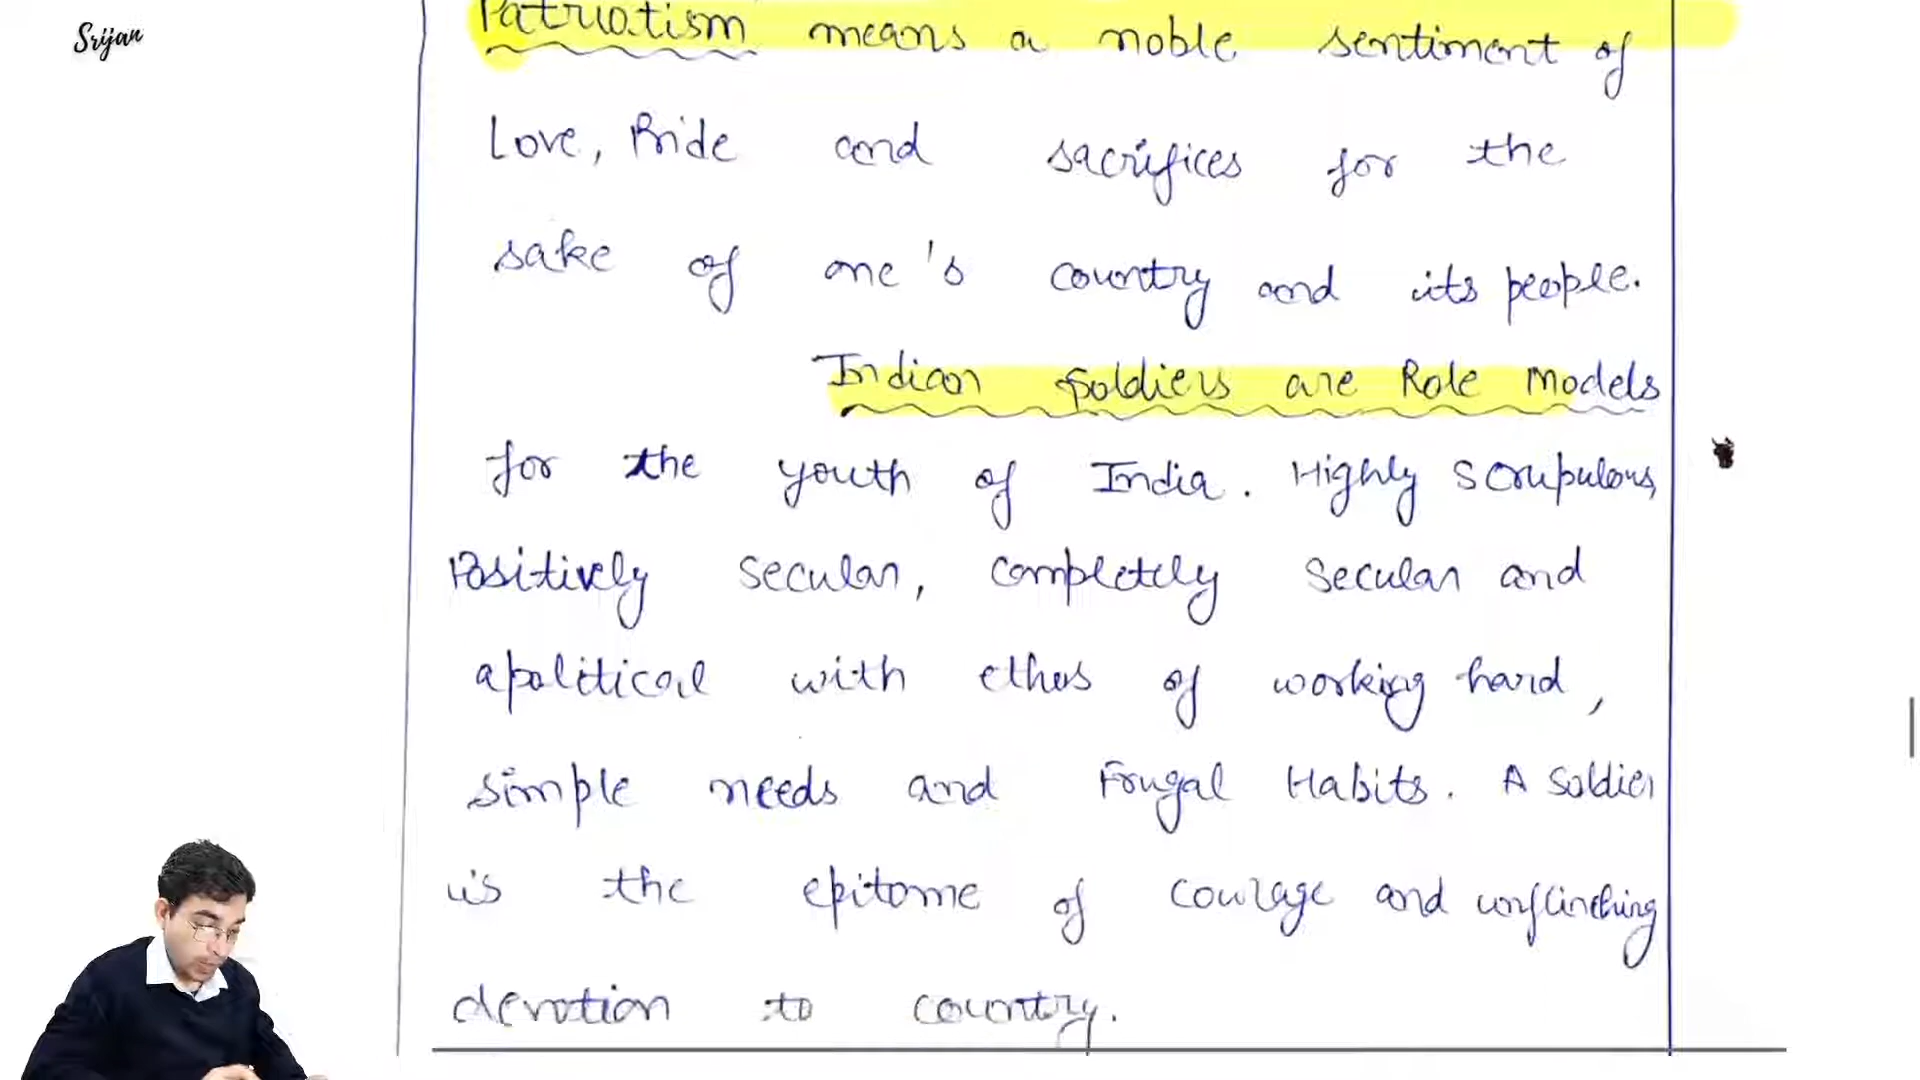 Srijan
Patriotism means a noble sentiment of
Love, Pride and sacrifices for the
sake of one's country and its people.
Indian Soldiers are Role Models
for the youth of India. Highly scrupulous,
Positively secular, completely secular and
apolitical with ethos of working hard,
simple needs and Frugal Habits. A soldier
is the epitome of courage and unflinching
devotion to country.